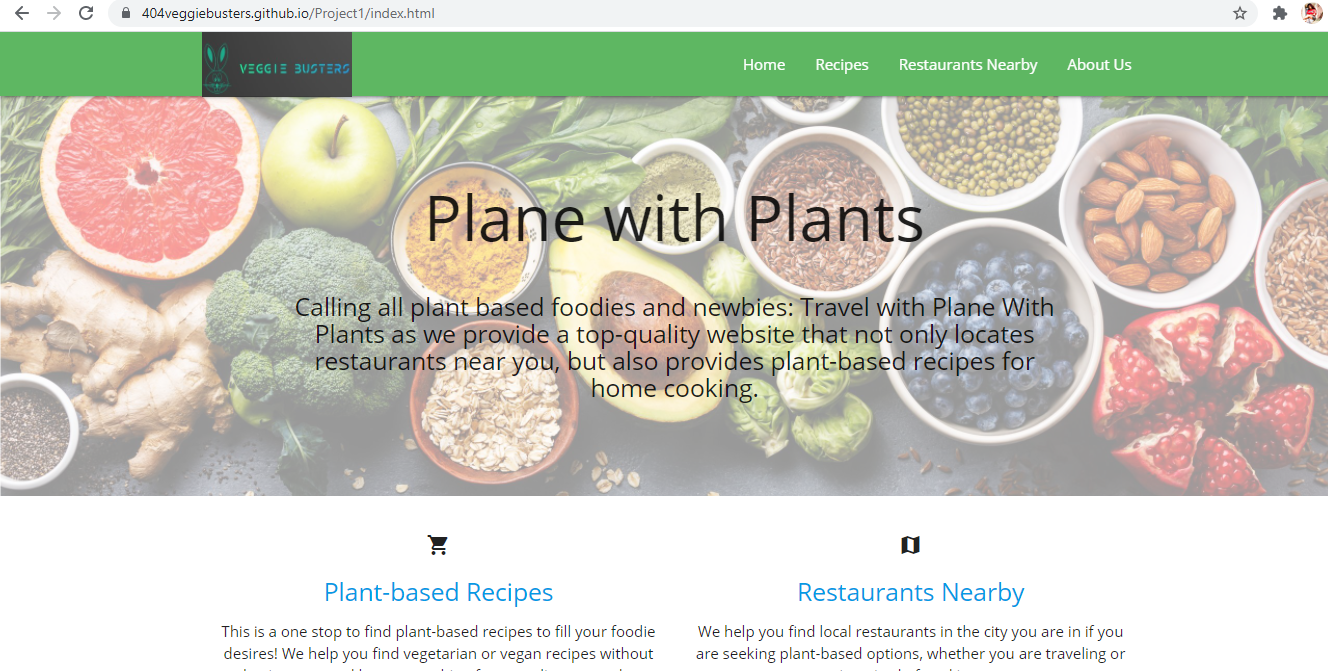 404veggiebusters.github.io/Project1/index.html
VEGGIE BUSTERS
Home
Recipes
Restaurants Nearby
About Us
Plane with Plants
Calling all plant based foodies and newbies: Travel with Plane With
Plants as we provide a top-quality website that not only locates
restaurants near you, but also provides plant-based recipes for
home cooking.
Plant-based Recipes
This is a one stop to find plant-based recipes to fill your foodie
desires! We help you find vegetarian or vegan recipes without
Restaurants Nearby
We help you find local restaurants in the city you are in if you
are seeking plant-based options, whether you are traveling or